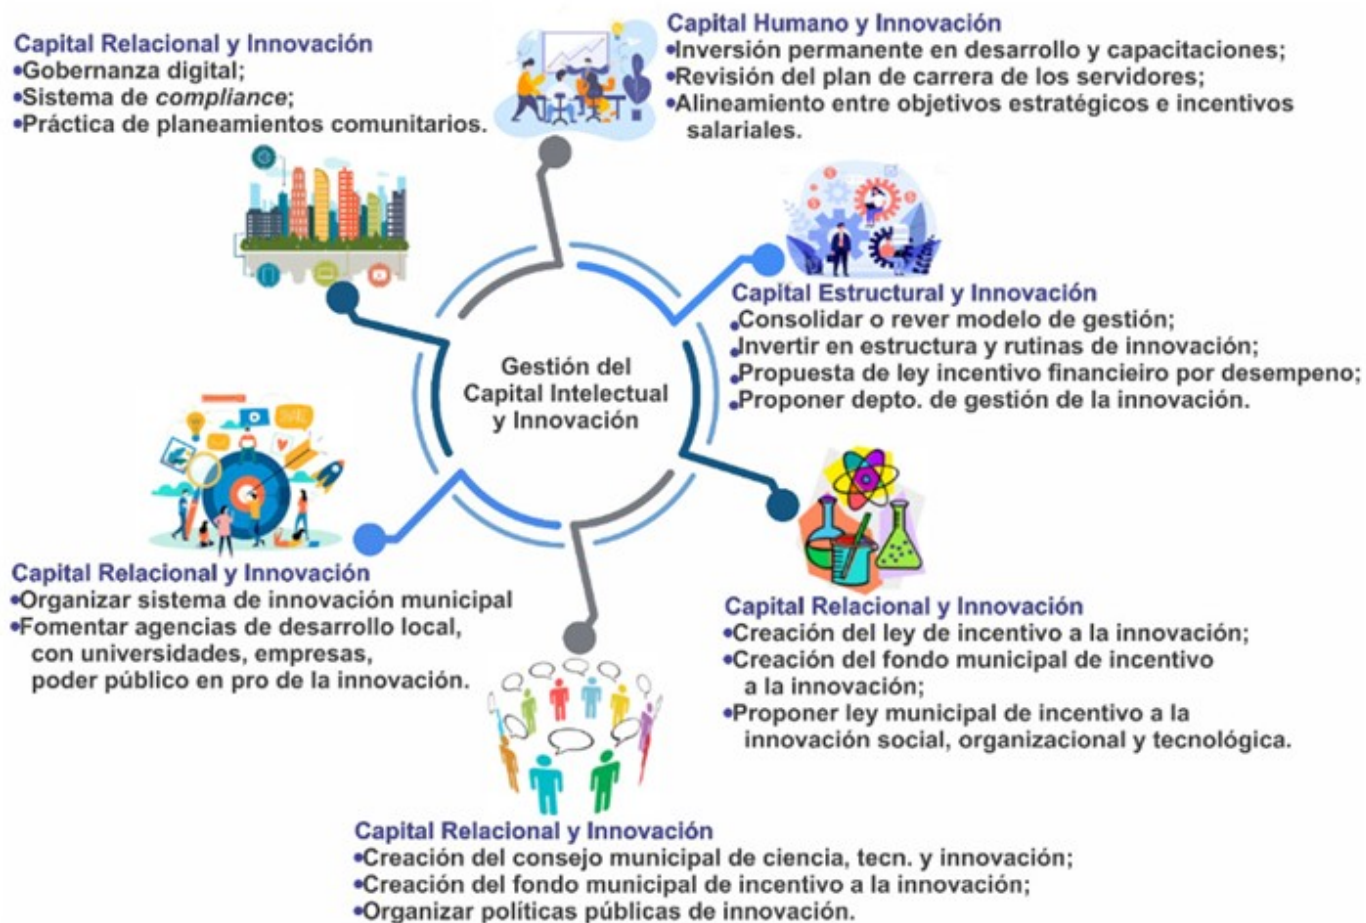 Capital Relacional y Innovación
•Gobernanza digital;
•Sistema de compliance;
•Práctica de planeamientos comunitarios.
Capital Humano y Innovación
•Inversión permanente en desarrollo y capacitaciones;
•Revisión del plan de carrera de los servidores;
•Alineamiento entre objetivos estratégicos e incentivos
salariales.
Capital Estructural y Innovación
•Consolidar o rever modelo de gestión;
•Invertir en estructura y rutinas de innovación;
•Propuesta de ley incentivo financieiro por desempeno;
•Proponer depto. de gestión de la innovación.
Gestión del
Capital Intelectual
y Innovación
Capital Relacional y Innovación
•Organizar sistema de innovación municipal
•Fomentar agencias de desarrollo local,
con universidades, empresas,
poder público en pro de la innovación.
Capital Relacional y Innovación
•Creación del ley de incentivo a la innovación;
•Creación del fondo municipal de incentivo
a la innovación;
•Proponer ley municipal de incentivo a la
innovación social, organizacional y tecnológica.
Capital Relacional y Innovación
•Creación del consejo municipal de ciencia, tecn. y innovación;
•Creación del fondo municipal de incentivo a la innovación;
•Organizar políticas públicas de innovación.